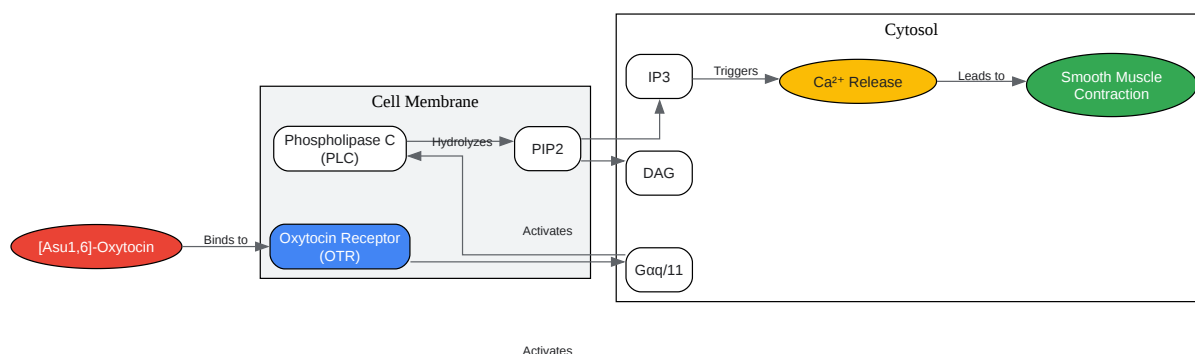 Cytosol
IP3
Triggers
Ca²⁺ Release
Leads to
Smooth Muscle
Contraction
Cell Membrane
Phospholipase C
(PLC)
Hydrolyzes
PIP2
DAG
[Asu1,6]-Oxytocin
Binds to
Oxytocin Receptor
(OTR)
Activates
Gαq/11
Activates